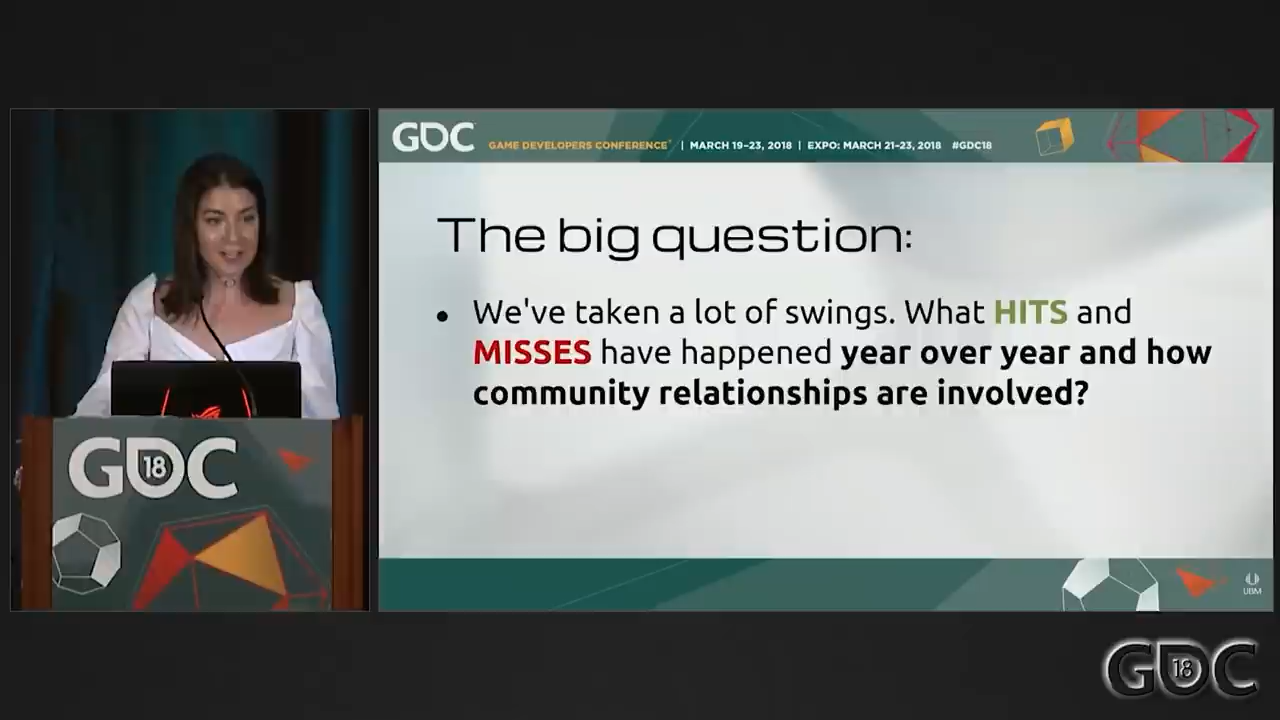 GDC GAME DEVELOPERS CONFERENCE | MARCH 19–23, 2018 | EXPO: MARCH 21–23, 2018 #GDC18
The big question:
• We've taken a lot of swings. What HITS and
MISSES have happened year over year and how
community relationships are involved?
GDC 18
UBM
GDC 18